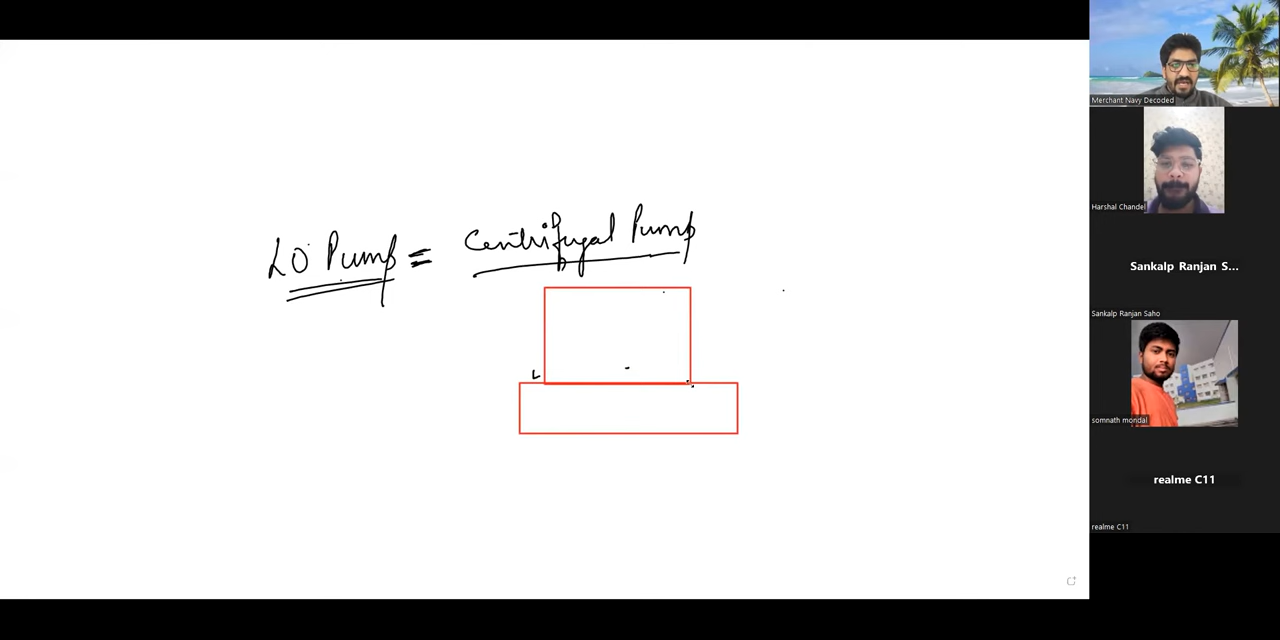 LO Pump = Centrifugal Pump
Merchant Navy Decoded
Harshal Chandel
Sankalp Ranjan S...
Sankalp Ranjan Saho
somnath mondal
realme C11
realme C11